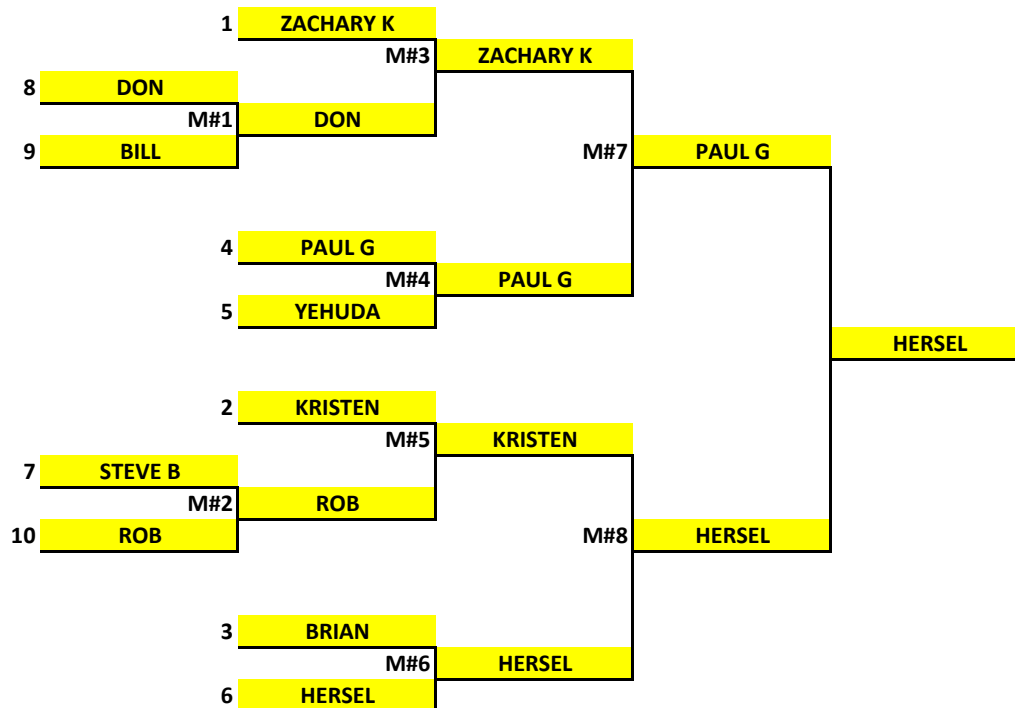 1 ZACHARY K
M#3 ZACHARY K
8 DON
M#1 DON
9 BILL
M#7 PAUL G
4 PAUL G
M#4 PAUL G
5 YEHUDA
HERSEL
2 KRISTEN
M#5 KRISTEN
7 STEVE B
M#2 ROB
10 ROB
M#8 HERSEL
3 BRIAN
M#6 HERSEL
6 HERSEL